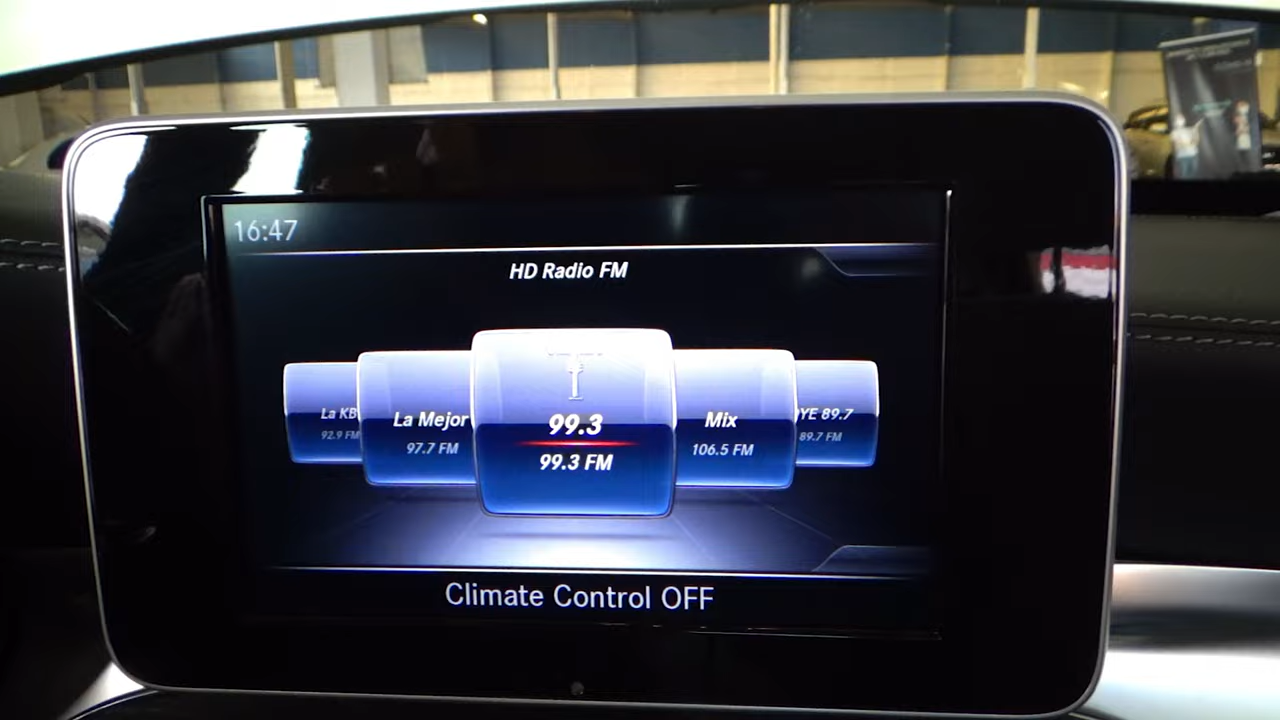 16:47
HD Radio FM
La KB
92.9 FM
La Mejor
97.7 FM
99.3
99.3 FM
Mix
106.5 FM
YE 89.7
89.7 FM
Climate Control OFF